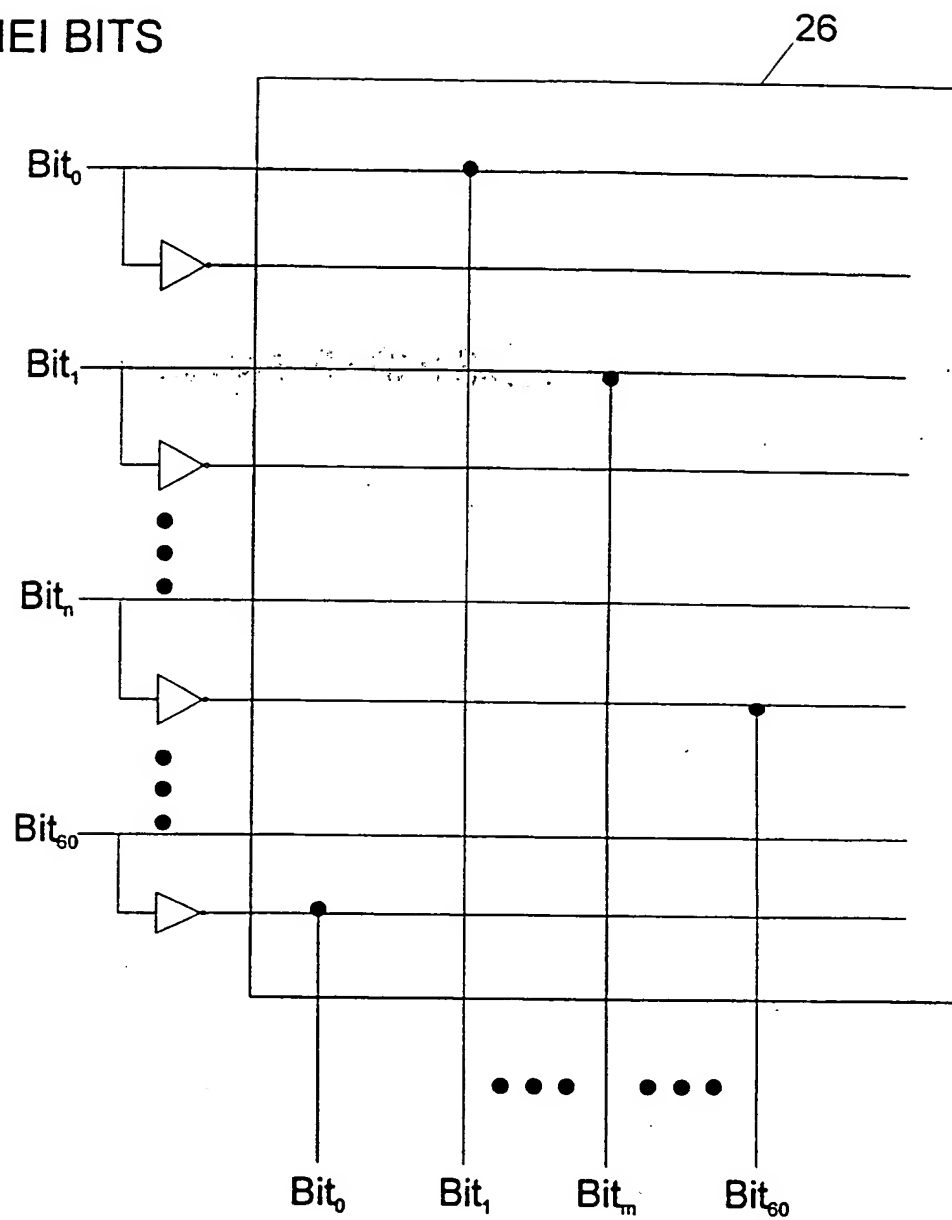 26
IEI BITS
Bit₀
Bit₁
Bitₙ
Bit₆₀
Bit₀ Bit₁ Bitₘ Bit₆₀